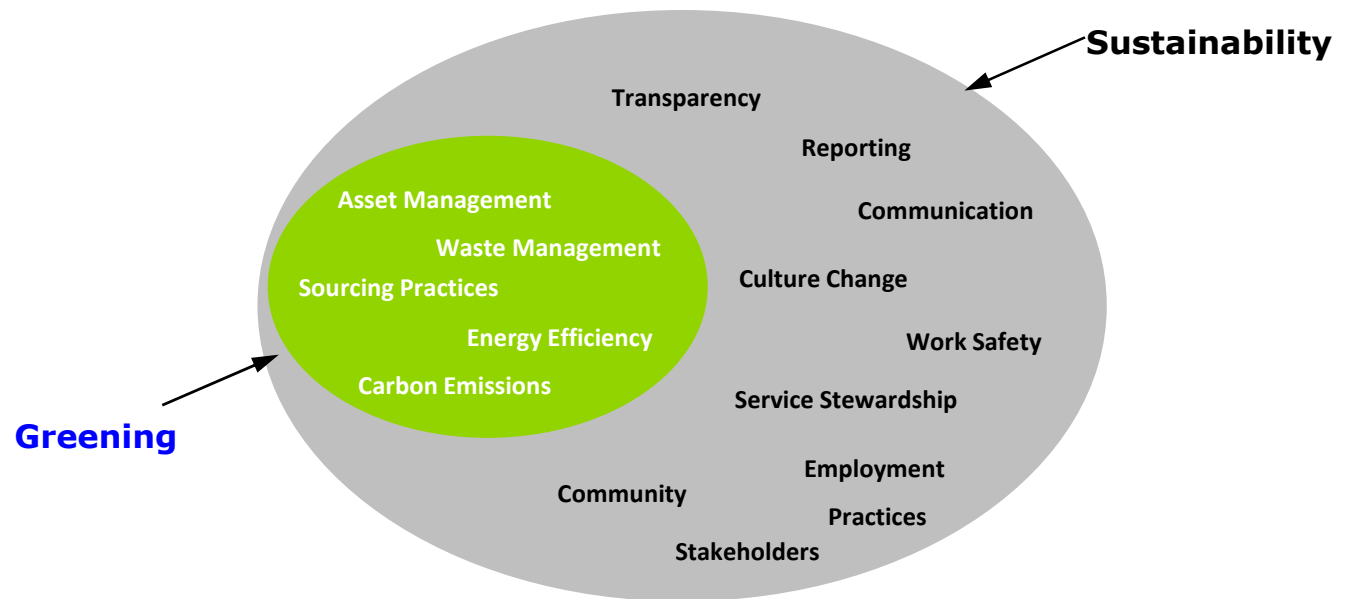 Sustainability
Transparency
Reporting
Asset Management
Communication
Waste Management
Culture Change
Sourcing Practices
Energy Efficiency
Work Safety
Carbon Emissions
Service Stewardship
Greening
Employment
Community
Practices
Stakeholders